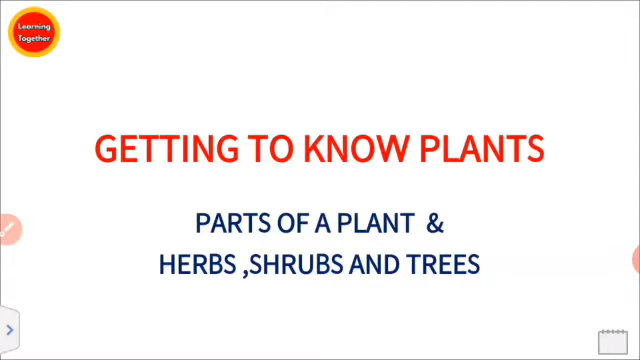 Learning
Together
GETTING TO KNOW PLANTS
PARTS OF A PLANT &
HERBS ,SHRUBS AND TREES